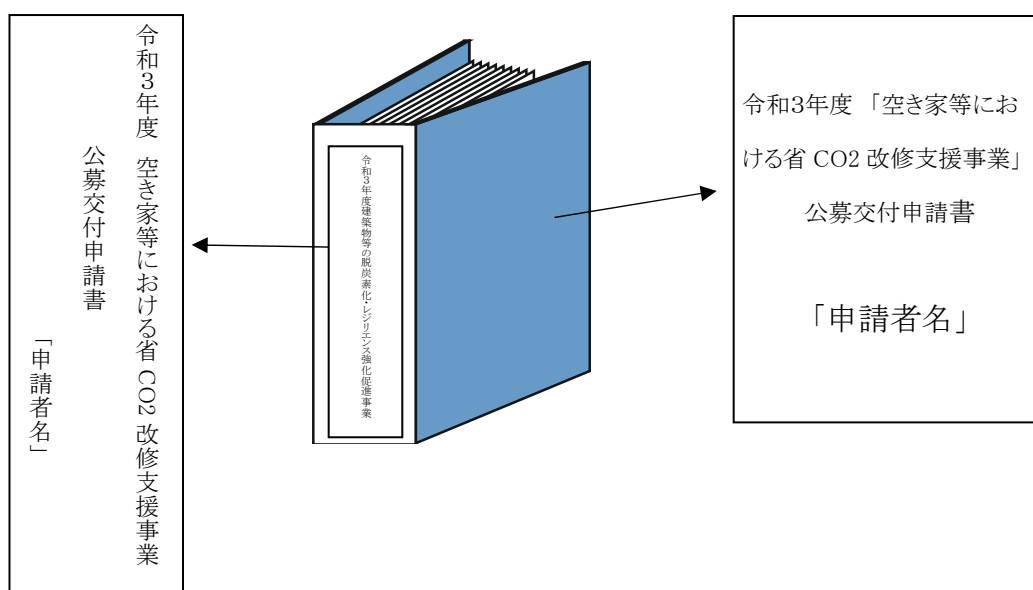 令和3年度 空き家等における省 CO2 改修支援事業
公募交付申請書
「申請者名」
令和3年度建築物等の脱炭素化・レジリエンス強化促進事業
令和3年度 「空き家等にお
ける省 CO2 改修支援事業」
公募交付申請書
「申請者名」